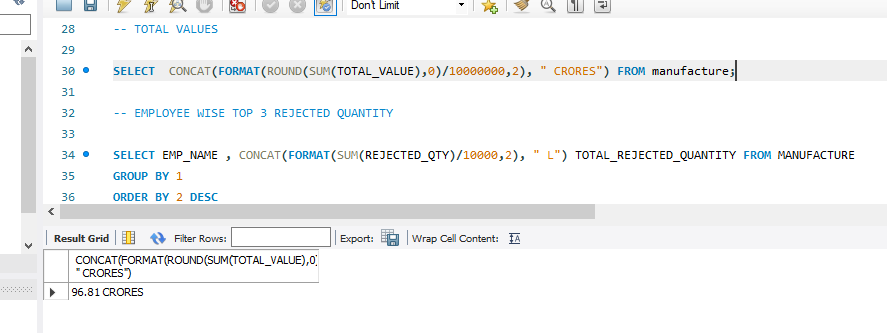 Don't Limit
28 -- TOTAL VALUES
29
30 SELECT  CONCAT(FORMAT(ROUND(SUM(TOTAL_VALUE),0)/10000000,2), " CRORES") FROM manufacture;
31
32 -- EMPLOYEE WISE TOP 3 REJECTED QUANTITY
33
34 SELECT EMP_NAME , CONCAT(FORMAT(SUM(REJECTED_QTY)/10000,2), " L") TOTAL_REJECTED_QUANTITY FROM MANUFACTURE
35 GROUP BY 1
36 ORDER BY 2 DESC
Result Grid Filter Rows: Export: Wrap Cell Content: IA
CONCAT(FORMAT(ROUND(SUM(TOTAL_VALUE),0)
" CRORES")
96.81 CRORES